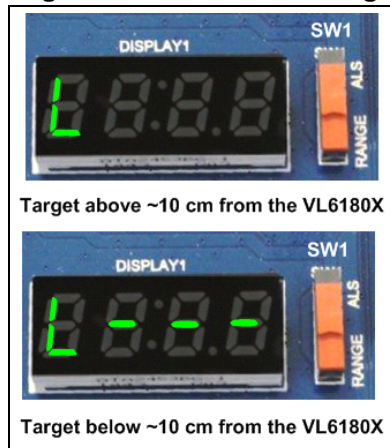 SW1
DISPLAY1
ALS
RANGE
L
Target above ~10 cm from the VL6180X
SW1
DISPLAY1
ALS
RANGE
L - - -
Target below ~10 cm from the VL6180X